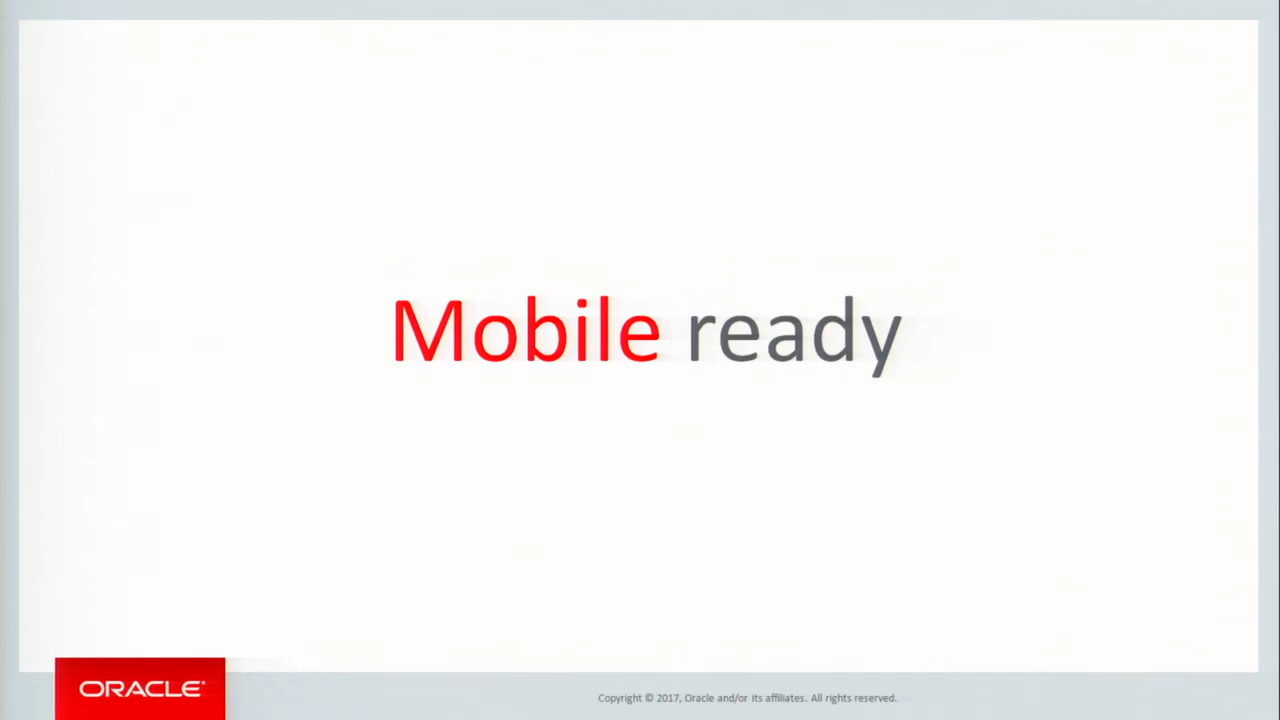 Mobile ready
ORACLE®
Copyright © 2017, Oracle and/or its affiliates. All rights reserved.